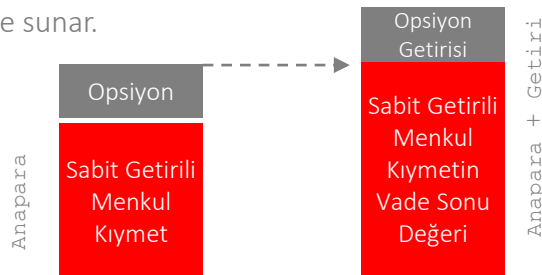 e sunar.
Anapara
Opsiyon
Sabit Getirili
Menkul
Kıymet
Opsiyon
Getirisi
Sabit Getirili
Menkul
Kıymetin
Vade Sonu
Değeri
Anapara + Getiri